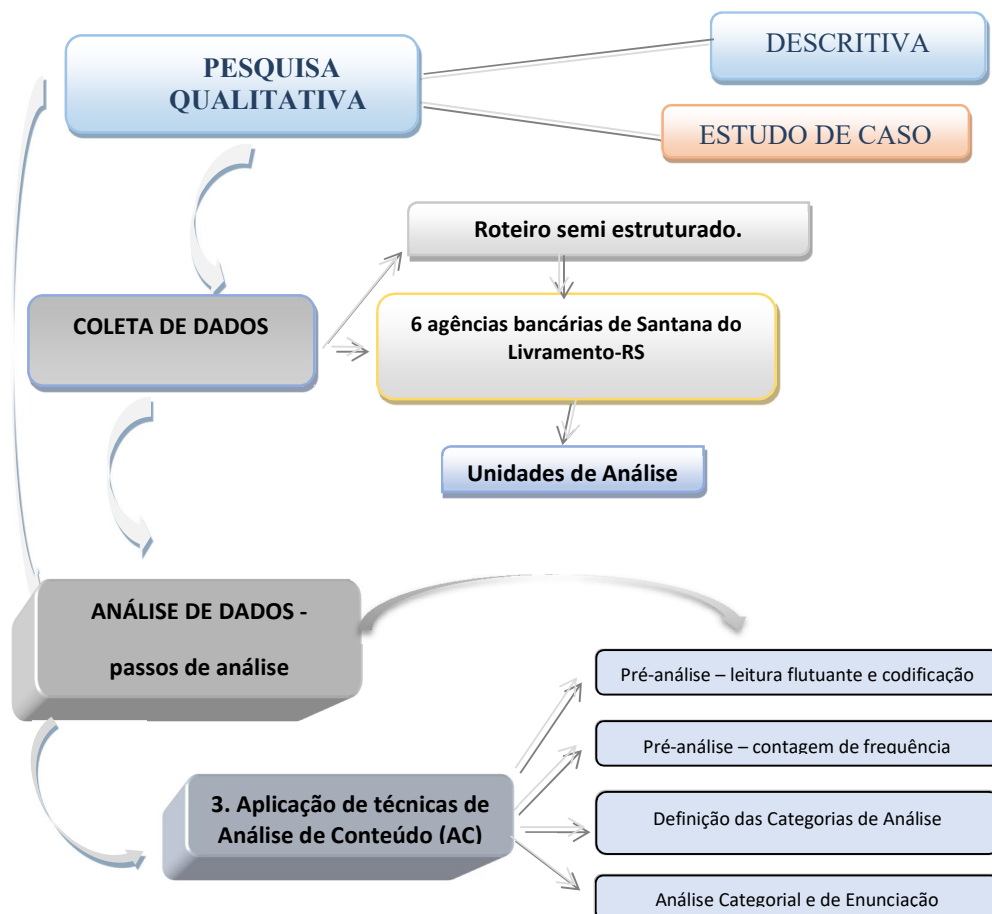 PESQUISA
QUALITATIVA
DESCRITIVA
ESTUDO DE CASO
Roteiro semi estruturado.
COLETA DE DADOS
6 agências bancárias de Santana do
Livramento-RS
Unidades de Análise
ANÁLISE DE DADOS -
passos de análise
Pré-análise – leitura flutuante e codificação
Pré-análise – contagem de frequência
3. Aplicação de técnicas de
Análise de Conteúdo (AC)
Definição das Categorias de Análise
Análise Categorial e de Enunciação